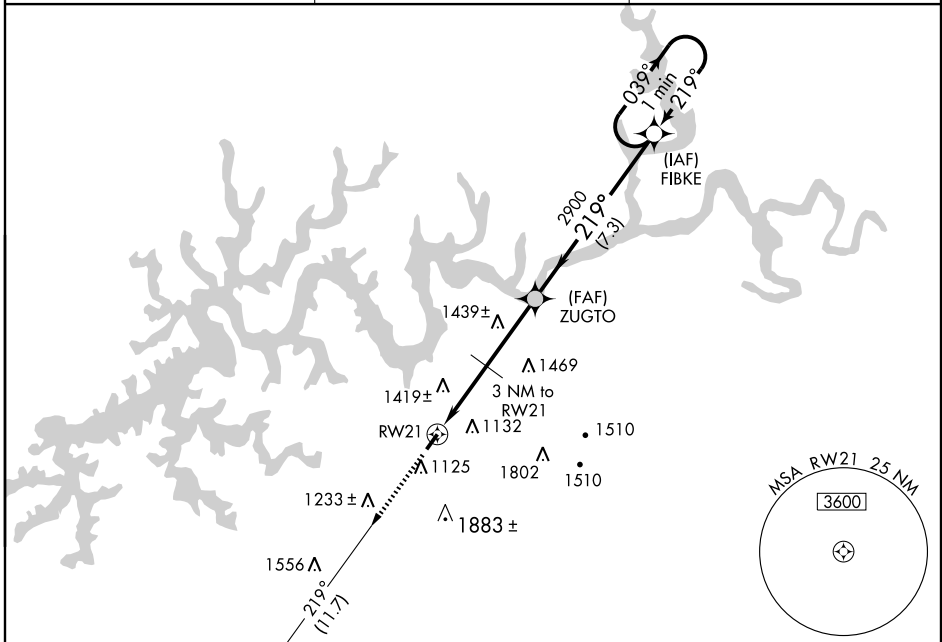 039°
1 min
219°
(IAF)
FIBKE
2900
219°
(7.3)
(FAF)
ZUGTO
1439±
1469
3 NM to
RW21
1419±
RW21
1132
1510
1802
1510
1125
1233 ±
1883 ±
1556
219°
(11.7)
MSA RW21 25 NM
3600